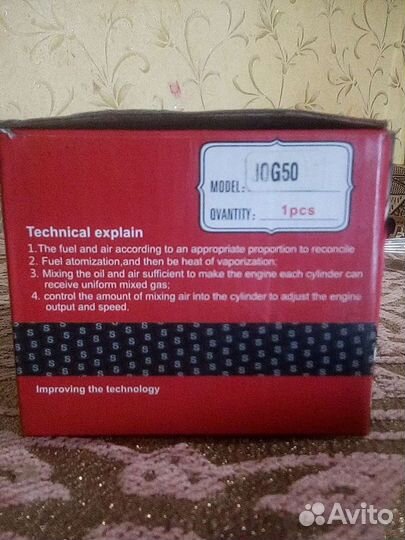 MODEL: JOG50
QVANTITY: 1pcs
Technical explain
1.The fuel and air according to an appropriate proportion to reconcile
2. Fuel atomization,and then be heat of vaporization;
3. Mixing the oil and air sufficient to make the engine each cylinder can
receive uniform mixed gas;
4. control the amount of mixing air into the cylinder to adjust the engine
output and speed.
S S S S S S S S S S S S
Improving the technology
Avito